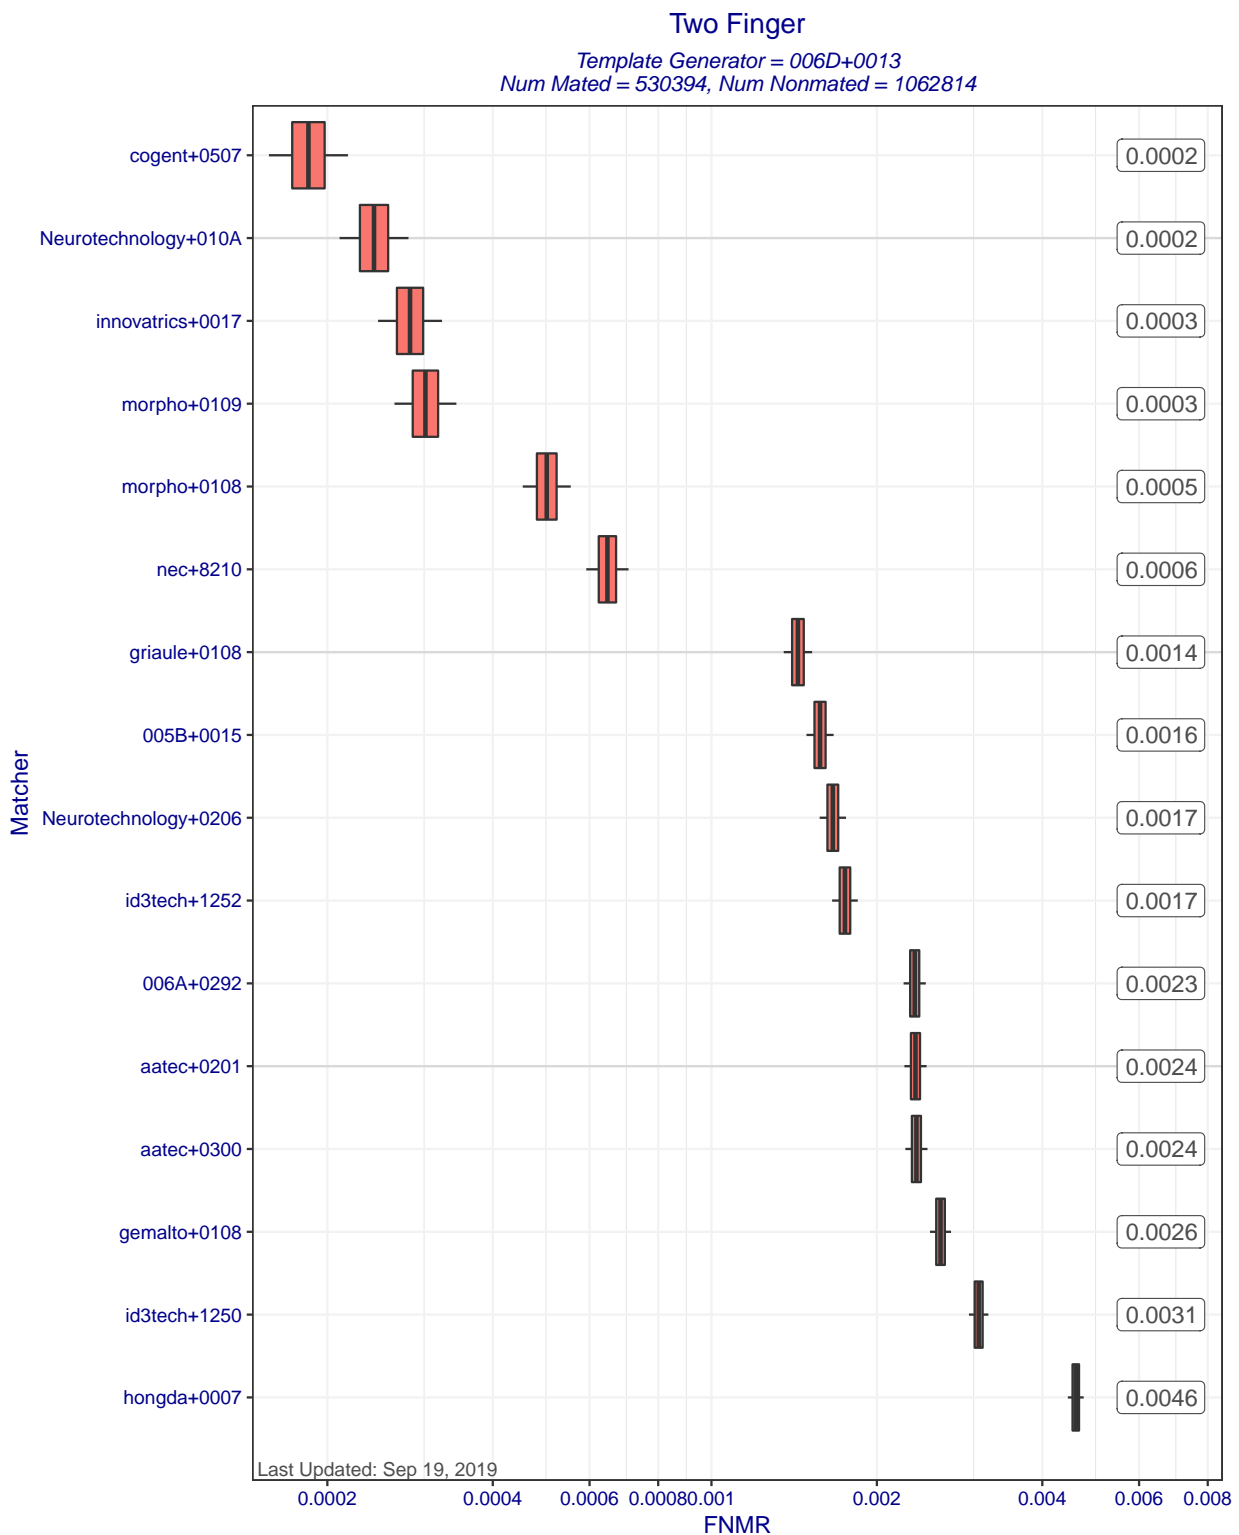 Two Finger
Template Generator = 006D+0013
Num Mated = 530394, Num Nonmated = 1062814
cogent+0507 0.0002
Neurotechnology+010A 0.0002
innovatrics+0017 0.0003
morpho+0109 0.0003
morpho+0108 0.0005
nec+8210 0.0006
griaule+0108 0.0014
005B+0015 0.0016
Matcher
Neurotechnology+0206 0.0017
id3tech+1252 0.0017
006A+0292 0.0023
aatec+0201 0.0024
aatec+0300 0.0024
gemalto+0108 0.0026
id3tech+1250 0.0031
hongda+0007 0.0046
Last Updated: Sep 19, 2019
0.0002 0.0004 0.0006 0.0008 0.001 0.002 0.004 0.006 0.008
FNMR